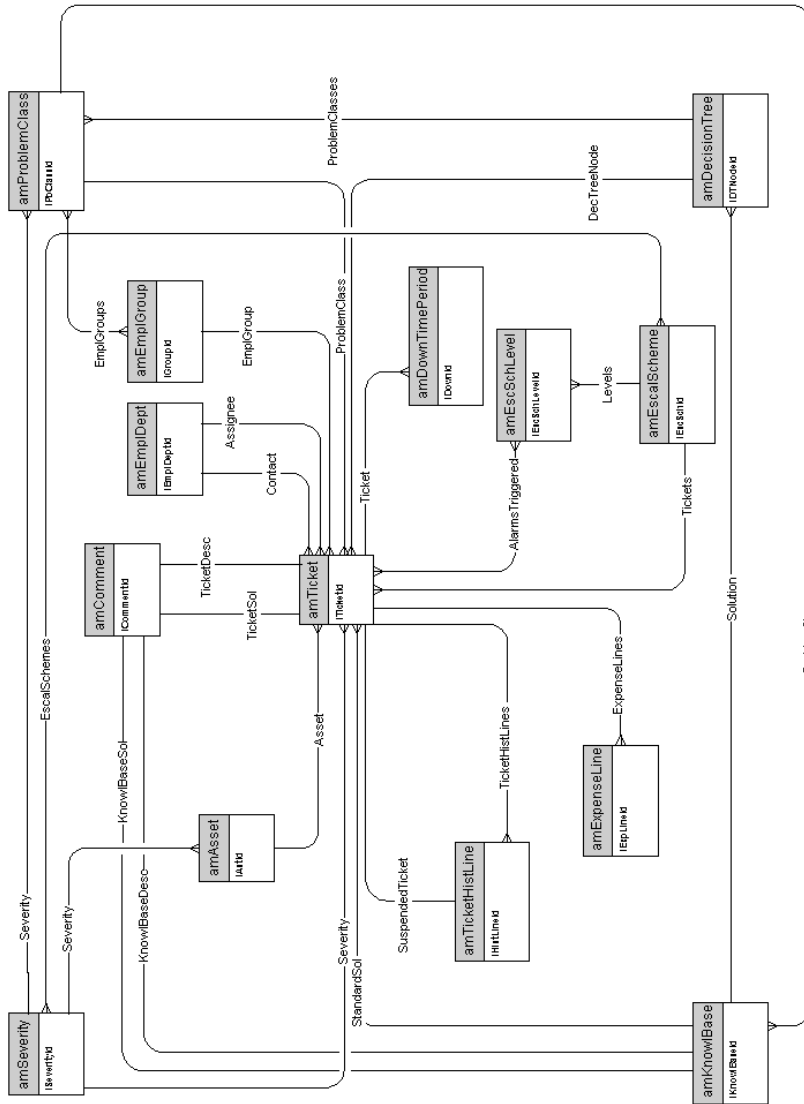 amKnowlBase
lKnowlBaseId
amSeverity
lSeverityId
Severity
EscalSchemes
Severity
KnowlBaseSol
KnowlBaseDesc
amComment
lCommentId
amProblemClass
lPbClassId
EmplGroups
amEmplDept
lEmplDeptId
amEmplGroup
lGroupId
TicketDesc
TicketSol
Assignee
Contact
EmplGroup
amAsset
lAstId
Asset
amTicket
lTicketId
Severity
StandardSol
ProblemClass
ProblemClasses
Ticket
SuspendedTicket
amDownTimePeriod
lDownId
amTicketHistLine
lHistLineId
TicketHistLines
AlarmsTriggered
amEscSchLevel
lEscSchLevelId
DecTreeNode
Levels
amExpenseLine
lExpLineId
ExpenseLines
amEscalScheme
lEscSchId
Tickets
amDecisionTree
lDTNodeId
Solution